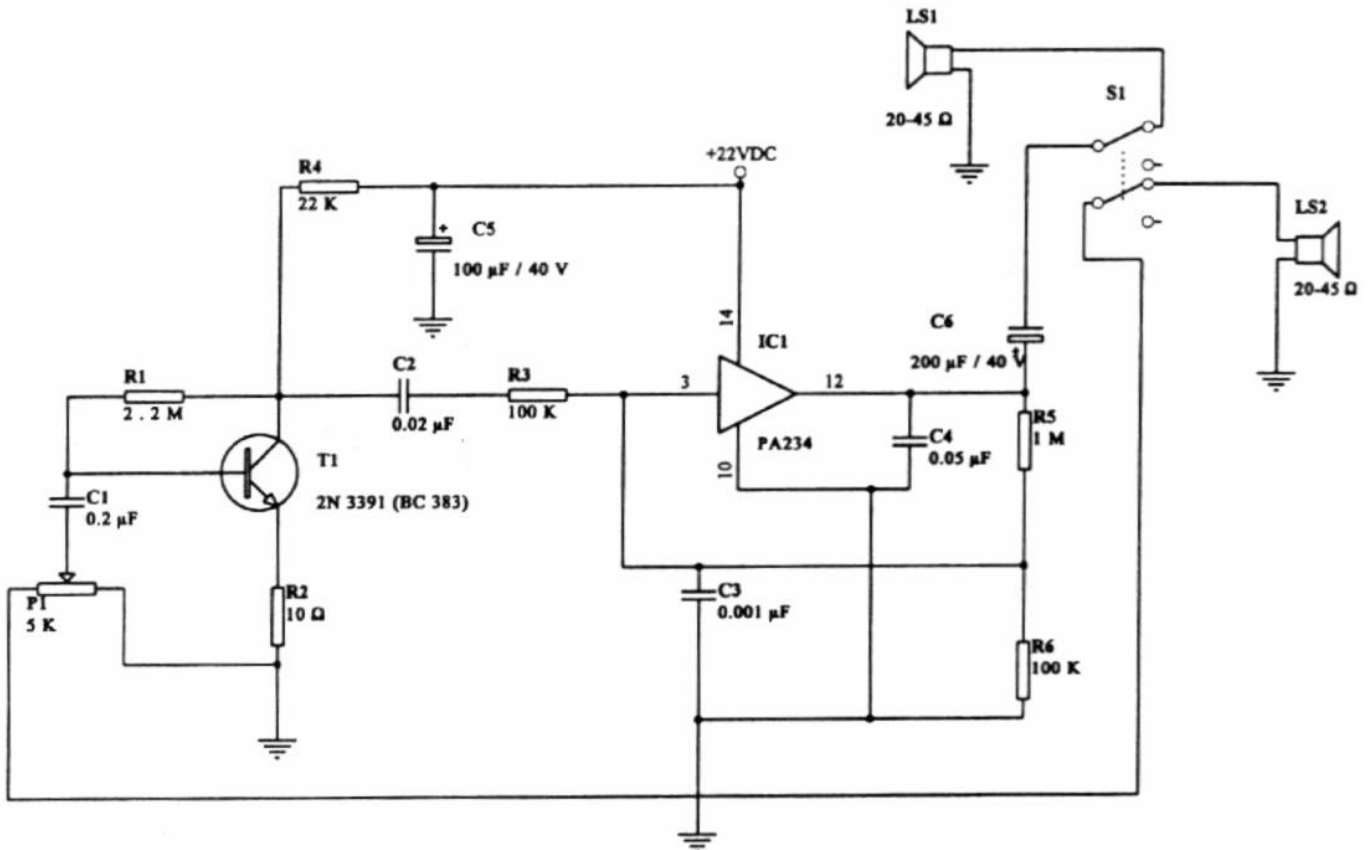 LS1
20-45 Ω
S1
+22VDC
R4
22 K
C5
+
100 µF / 40 V
LS2
20-45 Ω
14
IC1
C6
200 µF / 40 V
+
R1
2 . 2 M
C2
0.02 µF
R3
100 K
3
12
PA234
10
R5
1 M
C4
0.05 µF
T1
2N 3391 (BC 383)
C1
0.2 µF
P1
5 K
R2
10 Ω
C3
0.001 µF
R6
100 K